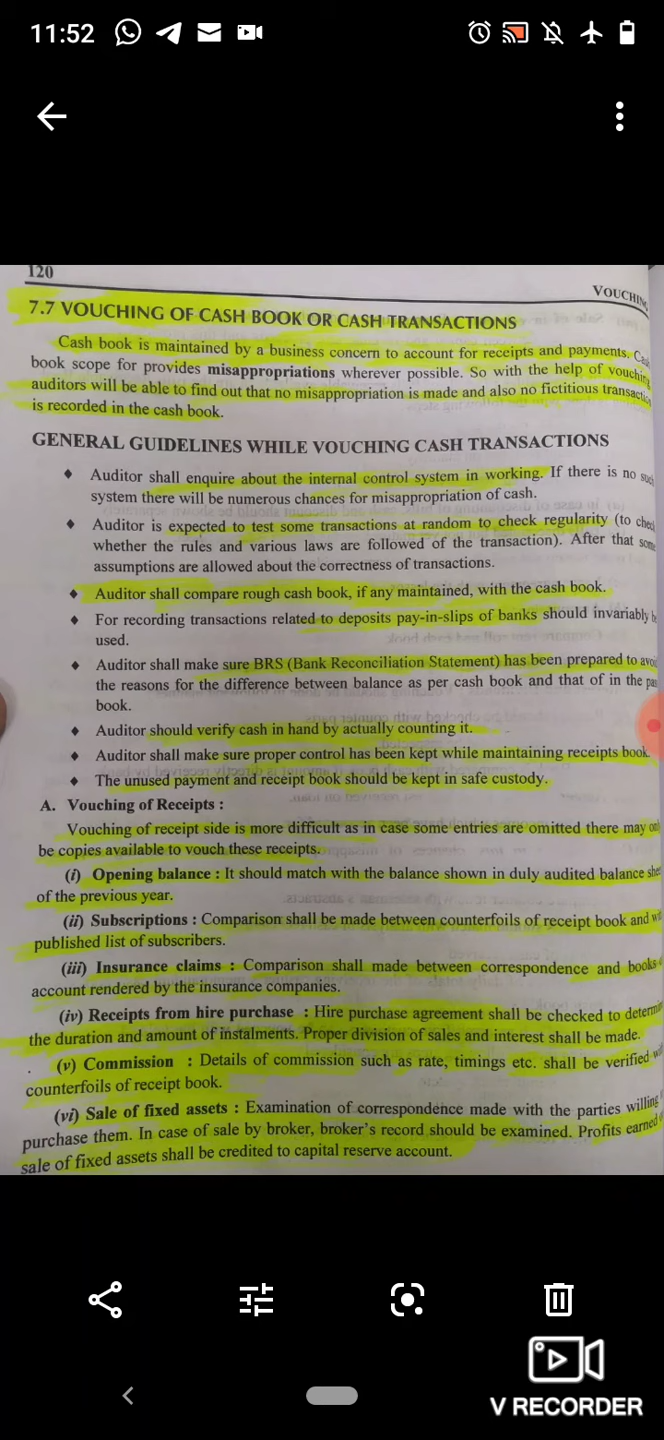 11:52
120
VOUCHING
7.7 VOUCHING OF CASH BOOK OR CASH TRANSACTIONS
Cash book is maintained by a business concern to account for receipts and payments. Cash
book scope for provides misappropriations wherever possible. So with the help of vouching
auditors will be able to find out that no misappropriation is made and also no fictitious transaction
is recorded in the cash book.
GENERAL GUIDELINES WHILE VOUCHING CASH TRANSACTIONS
♦ Auditor shall enquire about the internal control system in working. If there is no such
system there will be numerous chances for misappropriation of cash.
♦ Auditor is expected to test some transactions at random to check regularity (to check
whether the rules and various laws are followed of the transaction). After that some
assumptions are allowed about the correctness of transactions.
♦ Auditor shall compare rough cash book, if any maintained, with the cash book.
♦ For recording transactions related to deposits pay-in-slips of banks should invariably
used.
♦ Auditor shall make sure BRS (Bank Reconciliation Statement) has been prepared to
the reasons for the difference between balance as per cash book and that of in the
book.
♦ Auditor should verify cash in hand by actually counting it.
♦ Auditor shall make sure proper control has been kept while maintaining receipts book.
♦ The unused payment and receipt book should be kept in safe custody.
A. Vouching of Receipts :
Vouching of receipt side is more difficult as in case some entries are omitted there may
be copies available to vouch these receipts.
(i) Opening balance : It should match with the balance shown in duly audited balance
of the previous year.
(ii) Subscriptions : Comparison shall be made between counterfoils of receipt book and
published list of subscribers.
(iii) Insurance claims : Comparison shall made between correspondence and books
account rendered by the insurance companies.
(iv) Receipts from hire purchase : Hire purchase agreement shall be checked to
the duration and amount of instalments. Proper division of sales and interest shall be made.
(v) Commission : Details of commission such as rate, timings etc. shall be verified
counterfoils of receipt book.
(vi) Sale of fixed assets : Examination of correspondence made with the parties willing
purchase them. In case of sale by broker, broker's record should be examined. Profits earned
sale of fixed assets shall be credited to capital reserve account.
V RECORDER